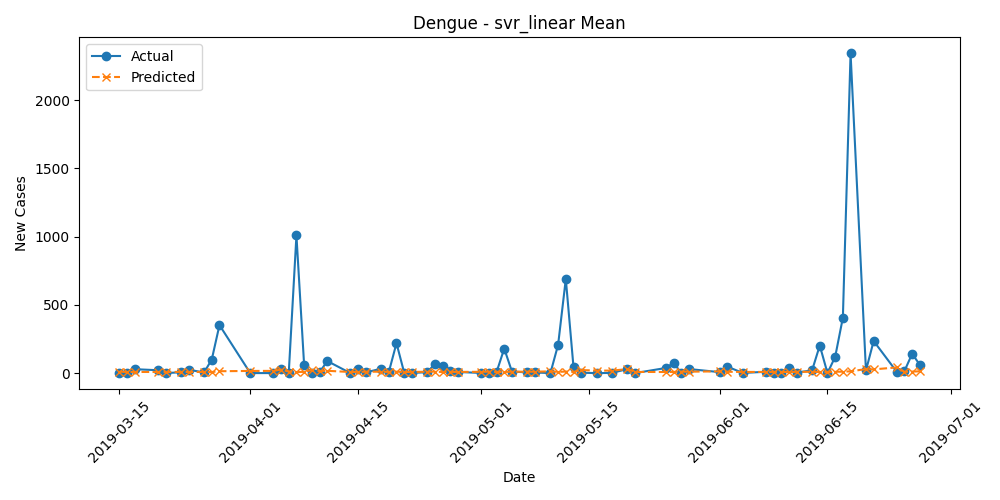 Dengue - svr_linear Mean
Actual
Predicted
New Cases
2000
1500
1000
500
0
2019-03-15
2019-04-01
2019-04-15
2019-05-01
2019-05-15
2019-06-01
2019-06-15
2019-07-01
Date